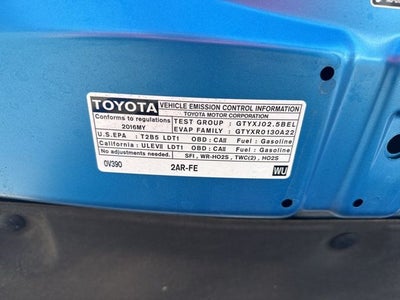 TOYOTA VEHICLE EMISSION CONTROL INFORMATION
TOYOTA MOTOR CORPORATION
Conforms to regulations
2016MY
TEST GROUP : GTYXJ02.5BEL
EVAP FAMILY : GTYXR0130A22
U.S.EPA : T2B5 LDT1 OBD : CAII Fuel : Gasoline
California : ULEVII LDT1 OBD : CAII Fuel : Gasoline
No adjustments needed. SFI, WR-HO2S, TWC(2), HO2S
0V390 2AR-FE WU